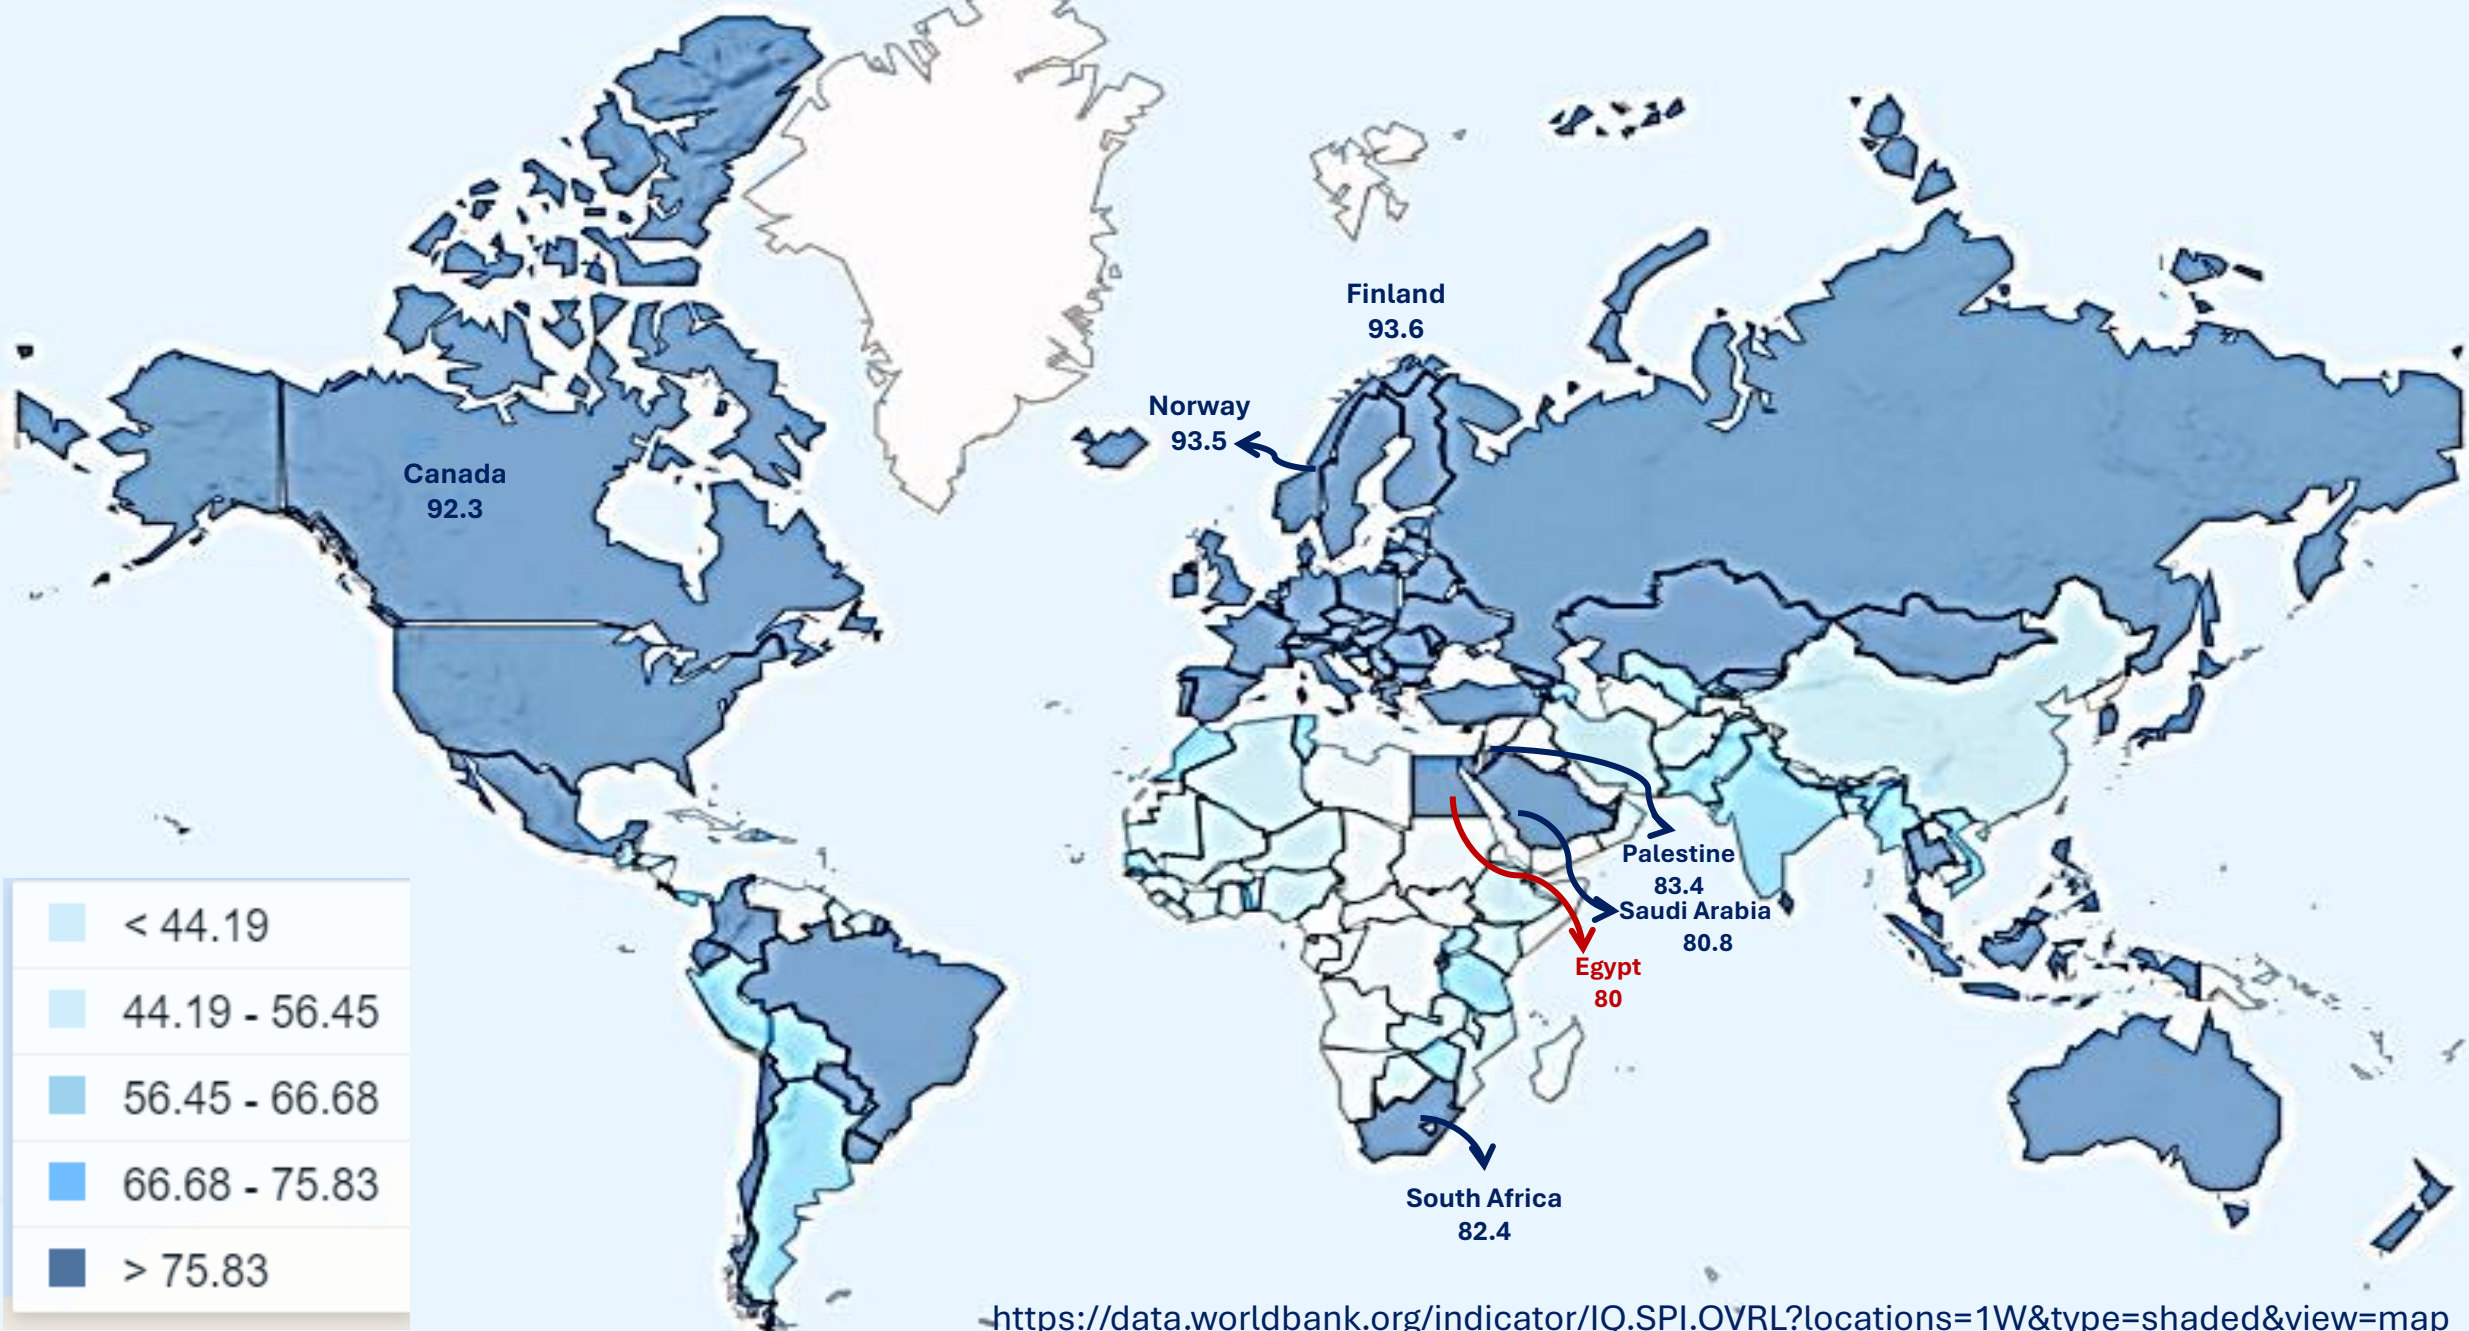 Finland
93.6
Norway
93.5
Canada
92.3
Palestine
83.4
Saudi Arabia
80.8
Egypt
80
South Africa
82.4
< 44.19
44.19 - 56.45
56.45 - 66.68
66.68 - 75.83
> 75.83
https://data.worldbank.org/indicator/IQ.SPI.OVRL?locations=1W&type=shaded&view=map